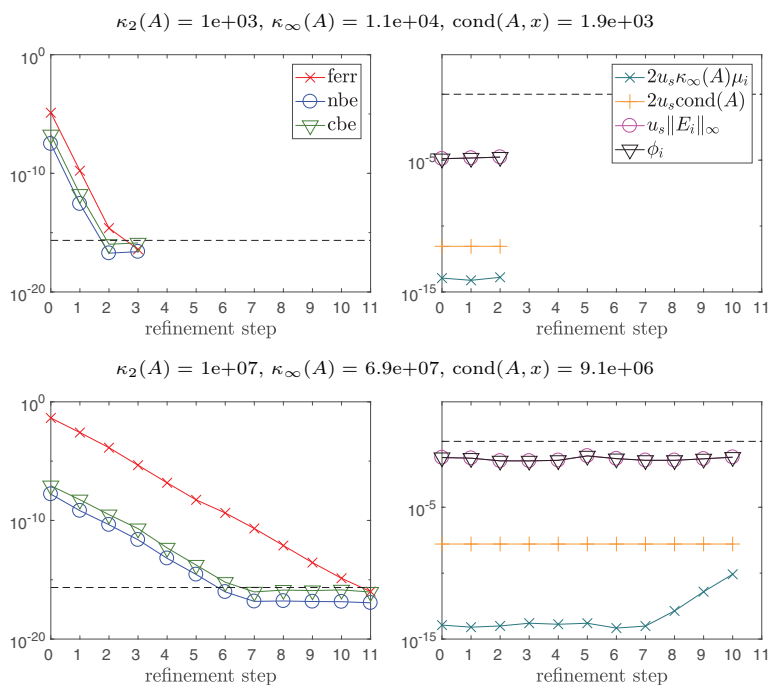 κ₂(A) = 1e+03, κ∞(A) = 1.1e+04, cond(A, x) = 1.9e+03
10⁰
10⁻¹⁰
10⁻²⁰
ferr
nbe
cbe
0 1 2 3 4 5 6 7 8 9 10 11
refinement step
10⁻⁵
10⁻¹⁵
2uₛκ∞(A)μᵢ
2uₛcond(A)
uₛ‖Eᵢ‖∞
ϕᵢ
0 1 2 3 4 5 6 7 8 9 10 11
refinement step
κ₂(A) = 1e+07, κ∞(A) = 6.9e+07, cond(A, x) = 9.1e+06
10⁰
10⁻¹⁰
10⁻²⁰
0 1 2 3 4 5 6 7 8 9 10 11
refinement step
10⁻⁵
10⁻¹⁵
0 1 2 3 4 5 6 7 8 9 10 11
refinement step